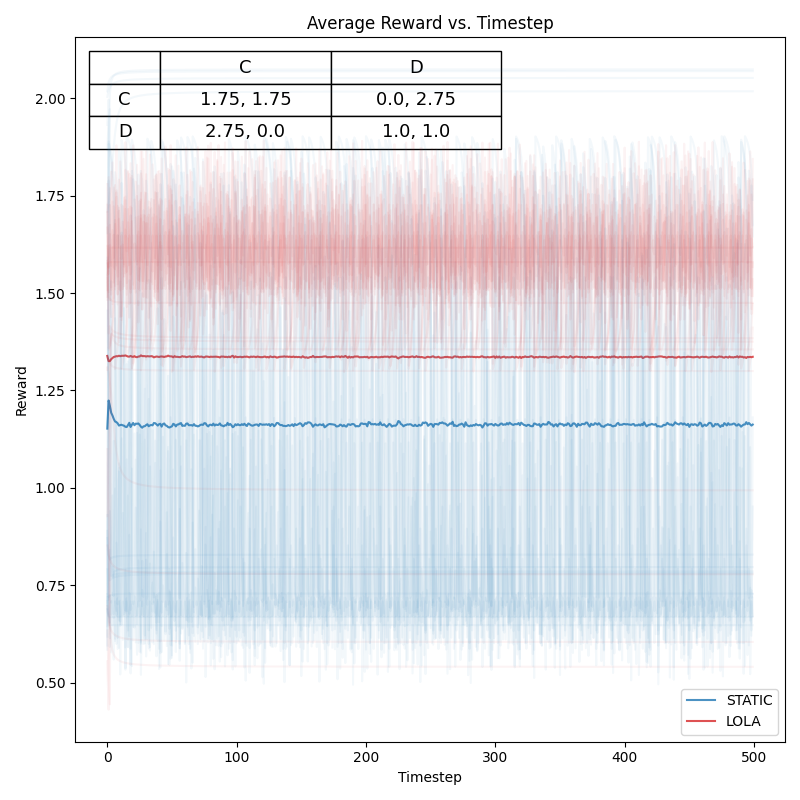 Average Reward vs. Timestep
C D
C 1.75, 1.75 0.0, 2.75
D 2.75, 0.0 1.0, 1.0
2.00
1.75
1.50
1.25
1.00
0.75
0.50
Reward
0 100 200 300 400 500
Timestep
STATIC
LOLA